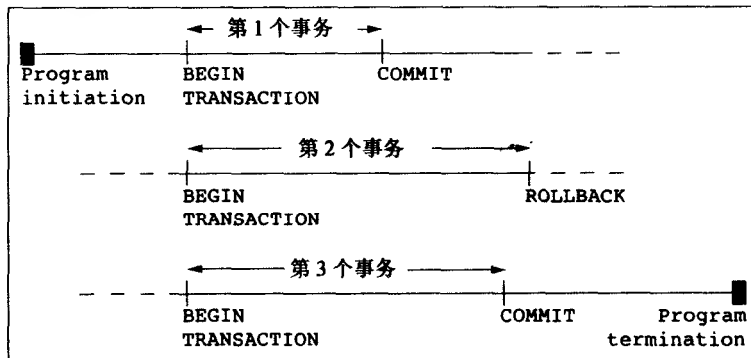 第1个事务
Program BEGIN COMMIT
initiation TRANSACTION
第2个事务
BEGIN ROLLBACK
TRANSACTION
第3个事务
BEGIN COMMIT Program
TRANSACTION termination